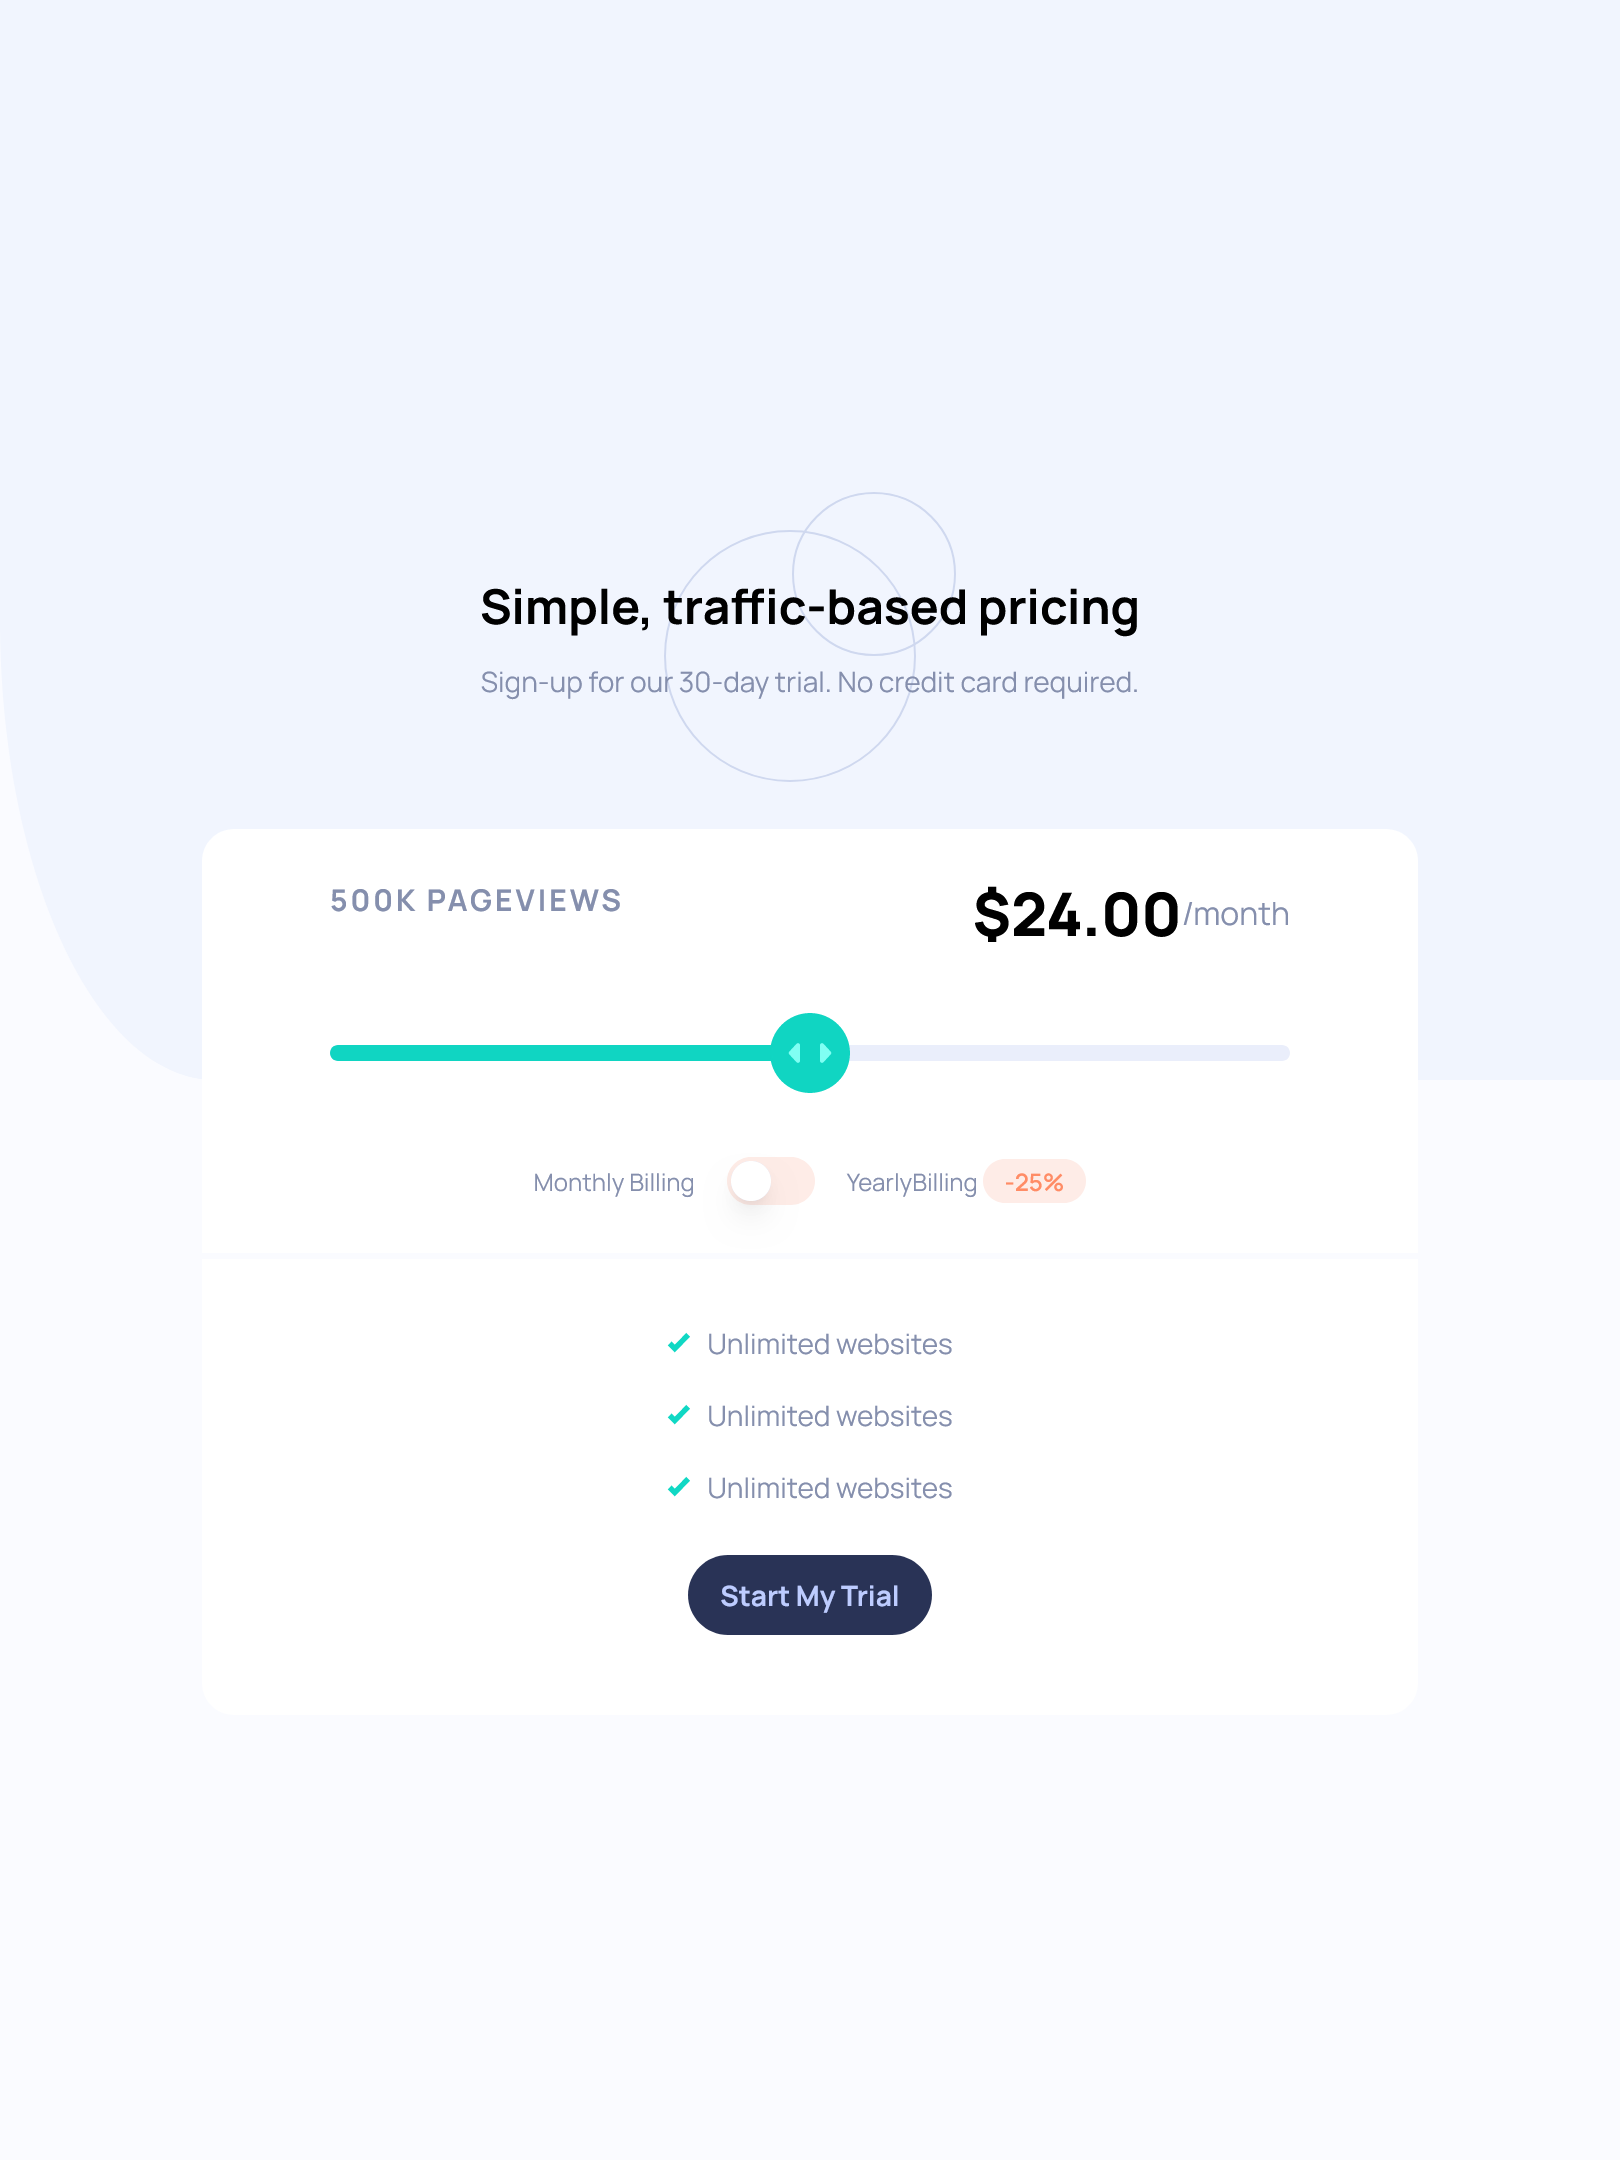 Simple, traffic-based pricing
Sign-up for our 30-day trial. No credit card required.
500K PAGEVIEWS
$24.00/month
Monthly Billing
YearlyBilling -25%
Unlimited websites
Unlimited websites
Unlimited websites
Start My Trial